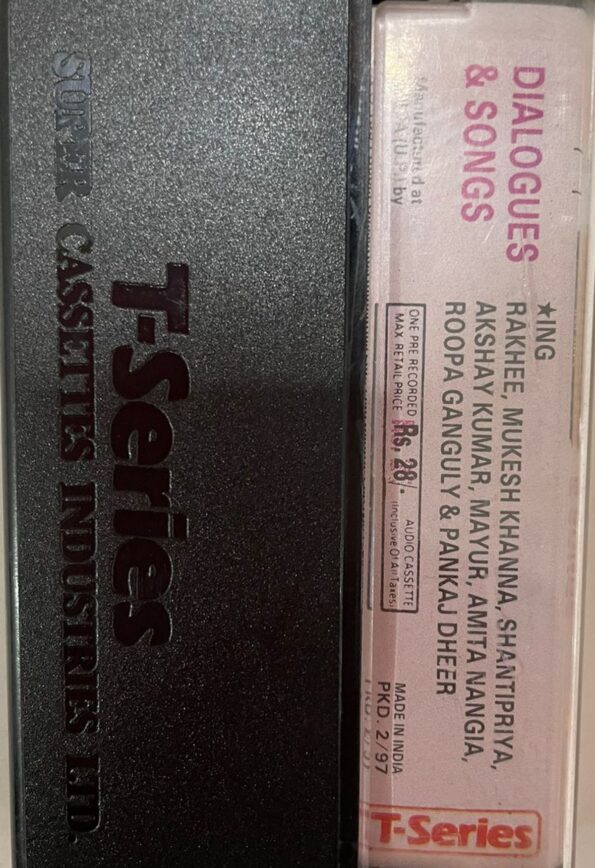 T-Series
SUPER CASSETTES INDUSTRIES LTD.
DIALOGUES
& SONGS
★ING
RAKHEE, MUKESH KHANNA, SHANTIPRIYA,
AKSHAY KUMAR, MAYUR, AMITA NANGIA,
ROOPA GANGULY & PANKAJ DHEER
Manufactured at
(U.P.) by
ONE PRE RECORDED Rs, 28/- AUDIO CASSETTE
MAX RETAIL PRICE (Inclusive Of All Taxes)
MADE IN INDIA
PKD. 2/97
T-Series